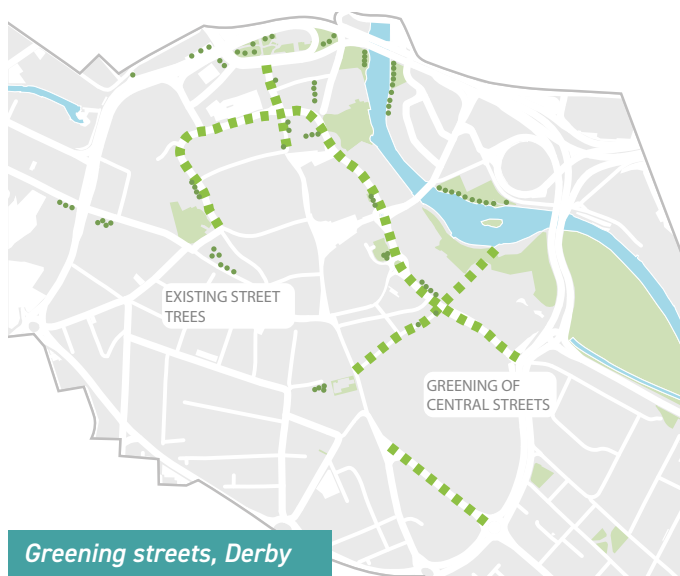 EXISTING STREET
TREES
GREENING OF
CENTRAL STREETS
Greening streets, Derby